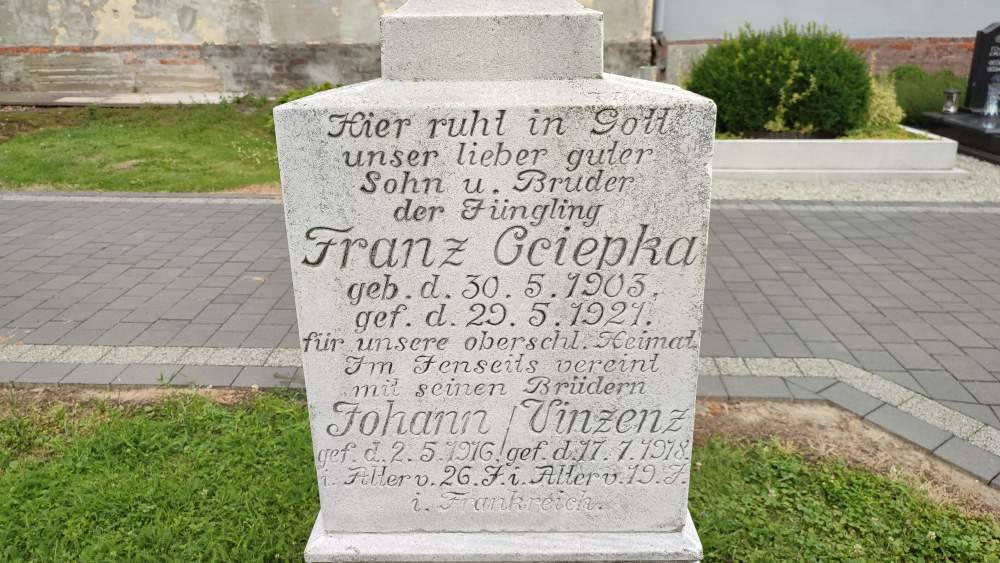 Hier ruht in Gott
unser lieber guter
Sohn u. Bruder
der Jüngling
Franz Gciepka
geb. d. 30. 5. 1903.
gef. d. 29. 5. 1921.
für unsere oberschl. Heimat.
Im Jenseits vereint
mit seinen Brüdern
Johann / Vinzenz
gef. d. 2. 5. 1916. gef. d. 17. 7. 1918.
i. Alter v. 26. J. i. Alter v. 19. J.
i. Frankreich.